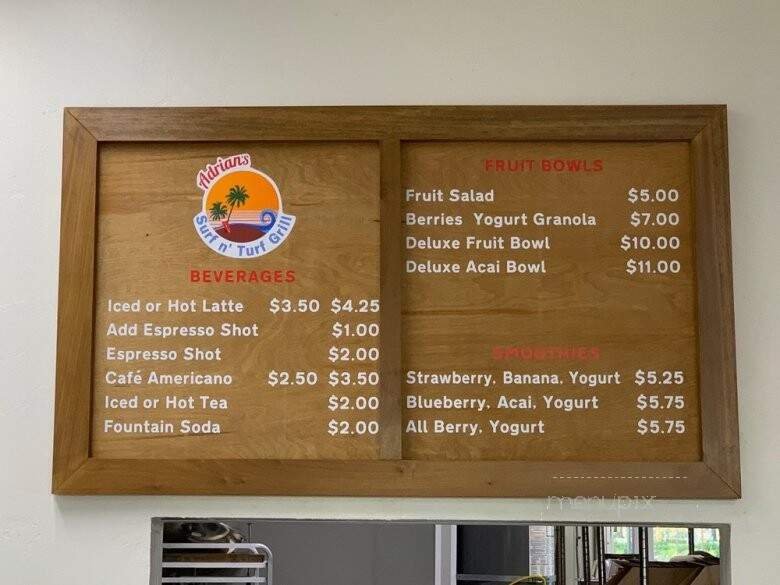 Adrian's
Surf n' Turf Grill
BEVERAGES
Iced or Hot Latte $3.50 $4.25
Add Espresso Shot $1.00
Espresso Shot $2.00
Café Americano $2.50 $3.50
Iced or Hot Tea $2.00
Fountain Soda $2.00
FRUIT BOWLS
Fruit Salad $5.00
Berries Yogurt Granola $7.00
Deluxe Fruit Bowl $10.00
Deluxe Acai Bowl $11.00
SMOOTHIES
Strawberry, Banana, Yogurt $5.25
Blueberry, Acai, Yogurt $5.75
All Berry, Yogurt $5.75
menupix